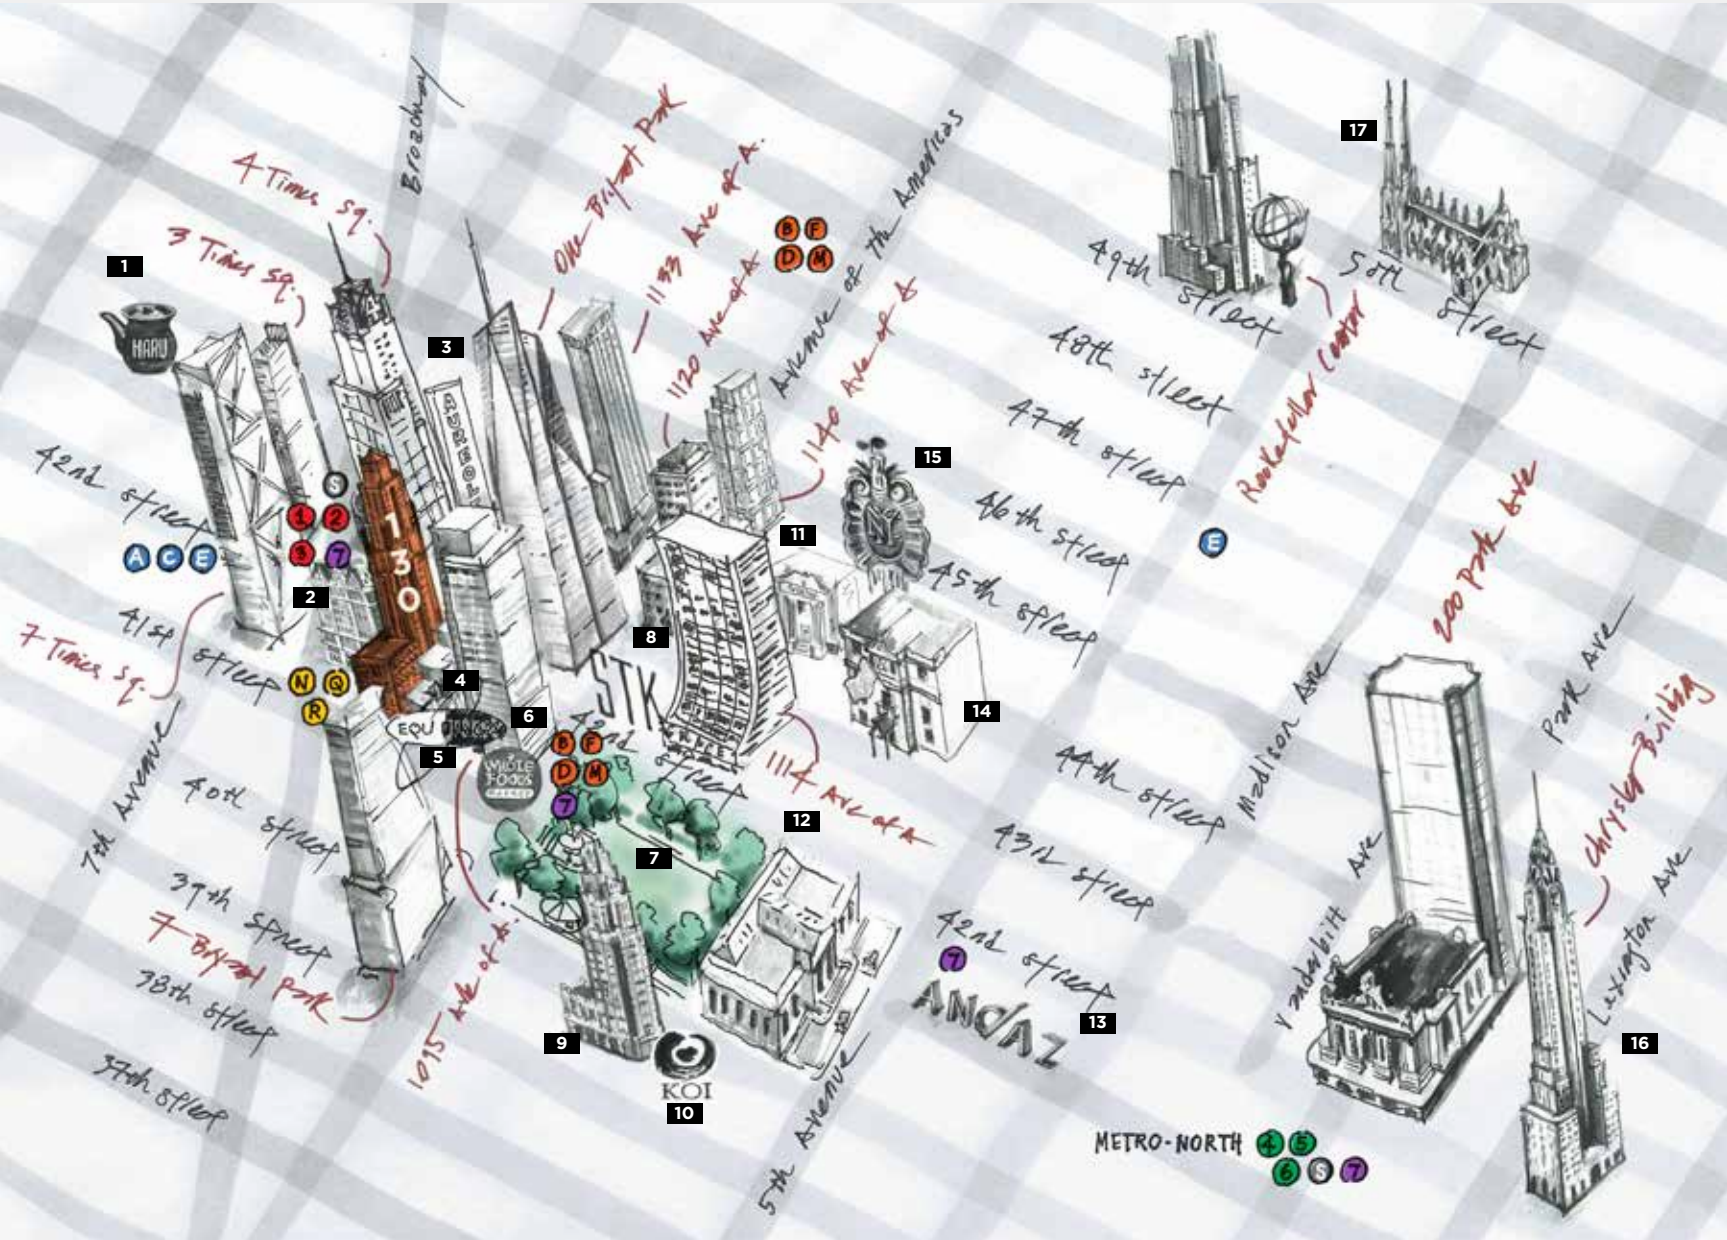 Broadway
4 Times Sq.
3 Times Sq.
One Bryant Park
1133 Ave of A.
1120 Ave of A
B F
D M
Avenue of the Americas
1140 Ave of A
17
1
HARU
3
4
49th Street
50th Street
Rockefeller Center
48th Street
47th Street
15
NY
46th Street
E
45th Street
200 Park Ave
42nd Street
S
1 2
3 7
A C E
130
2
11
8
41st Street
7 Times Sq.
N Q
R
STK
4
6
14
EQU
5
WHOLE
FOODS
MARKET
42nd Street
B F
D M
7
1114 Ave of A
44th Street
Madison Ave
Park Ave
Chrysler Building
7th Avenue
40th Street
12
7
43rd Street
39th Street
7 Bryant Park
38th Street
1095 Ave of A.
42nd Street
7
ANDAZ
13
Vanderbilt Ave
Lexington Ave
9
KOI
10
16
37th Street
5th Avenue
METRO-NORTH 4 5
6 S 7